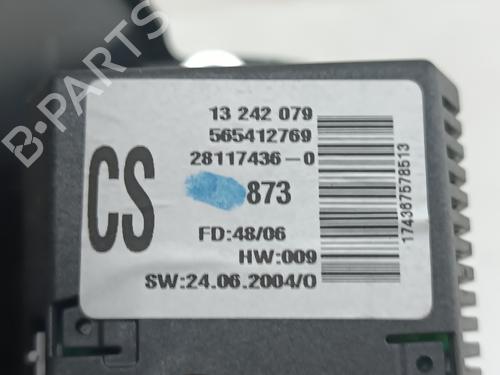 13 242 079
565412769
28117436-0
873
CS
FD:48/06
HW:009
SW:24.06.2004/0
174387578513
B-PARTS